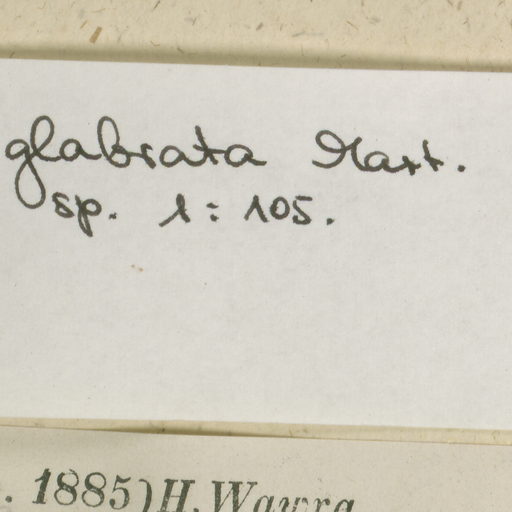 glabrata Mart.
sp. 1: 105.
. 1885) H. Wawra